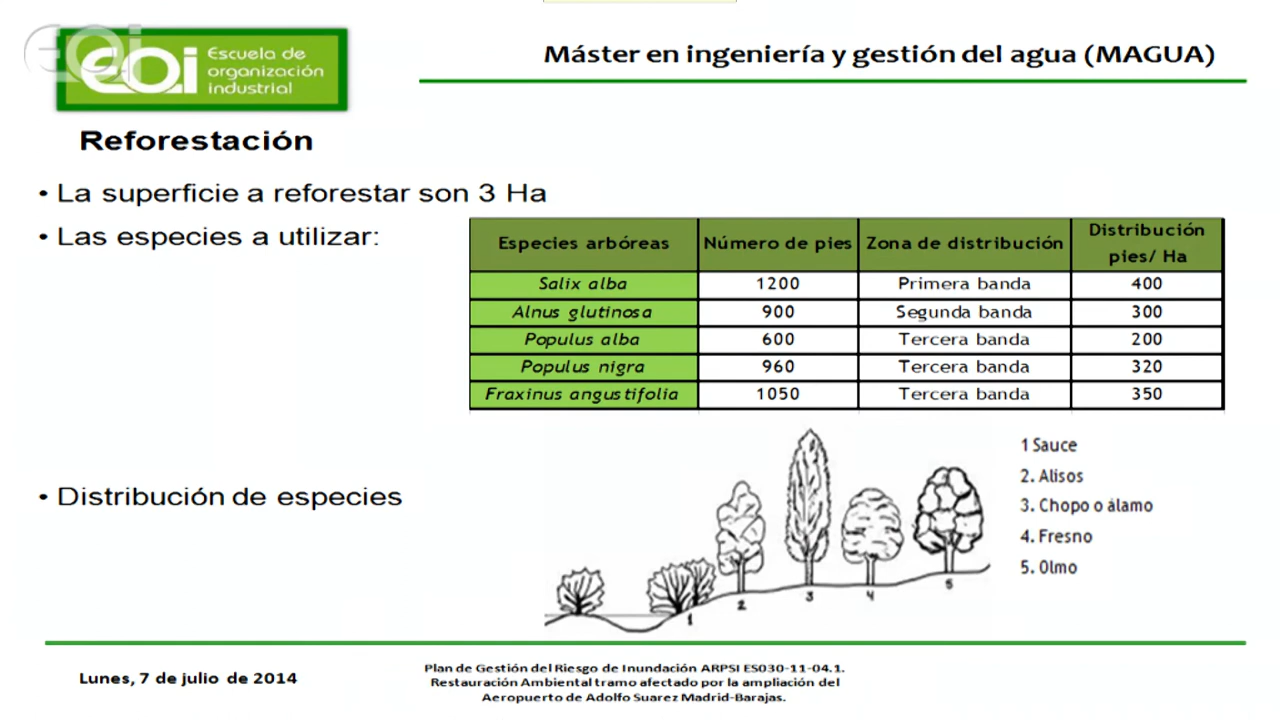 eoi
Escuela de
organización
industrial
Máster en ingeniería y gestión del agua (MAGUA)
Reforestación
• La superficie a reforestar son 3 Ha
• Las especies a utilizar:
Especies arbóreas Número de pies Zona de distribución Distribución pies/ Ha
Salix alba 1200 Primera banda 400
Alnus glutinosa 900 Segunda banda 300
Populus alba 600 Tercera banda 200
Populus nigra 960 Tercera banda 320
Fraxinus angustifolia 1050 Tercera banda 350
• Distribución de especies
1 2 3 4 5
1 Sauce
2. Alisos
3. Chopo o álamo
4. Fresno
5. Olmo
Lunes, 7 de julio de 2014
Plan de Gestión del Riesgo de Inundación ARPSI ES030-11-04.1.
Restauración Ambiental tramo afectado por la ampliación del
Aeropuerto de Adolfo Suarez Madrid-Barajas.